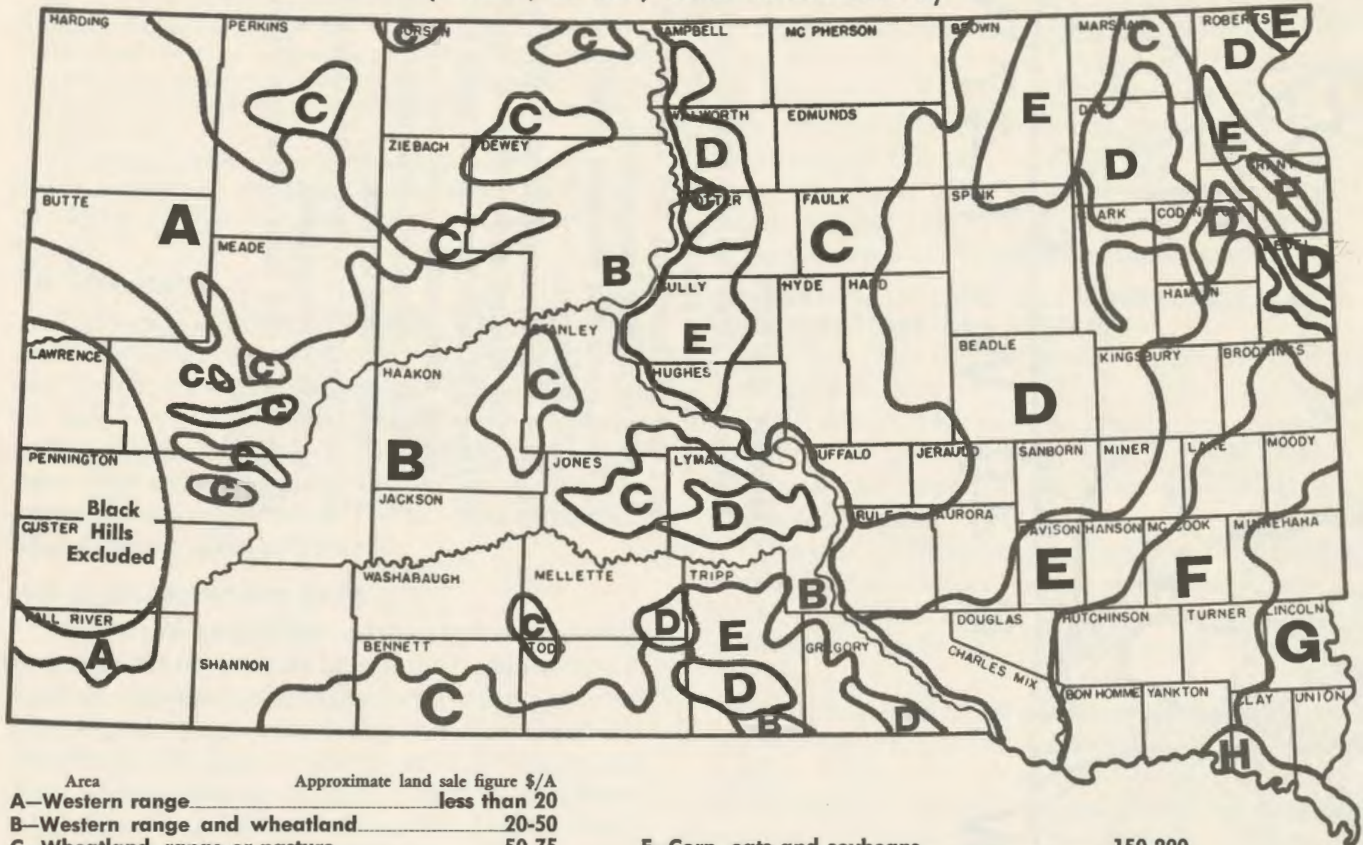 HARDING
PERKINS
C
C
CAMPBELL
MC PHERSON
BROWN
C
ROBERTS
E
D
C
C
WALWORTH
EDMUNDS
E
DAY
E
ZIEBACH
DEWEY
D
D
GRANT
F
BUTTE
A
MEADE
C
POTTER
FAULK
C
SPINK
CLARK
D
D
B
SULLY
HYDE
HAND
HAMLIN
LAWRENCE
C
C
C
HAAKON
STANLEY
C
E
HUGHES
BEADLE
D
KINGSBURY
BROOKINGS
PENNINGTON
C
C
B
JONES
LYMAN
BUFFALO
JERAULD
SANBORN
MINER
LAKE
MOODY
Black
Hills
Excluded
CUSTER
JACKSON
C
D
BRULE
AURORA
DAVISON
HANSON
MC COOK
MINNEHAHA
E
F
WASHABAUGH
MELLETTE
TRIPP
B
FALL RIVER
A
SHANNON
BENNETT
C
TODD
D
E
GREGORY
DOUGLAS
HUTCHINSON
TURNER
LINCOLN
G
CHARLES MIX
C
D
B
D
BON HOMME
YANKTON
CLAY
UNION
H
Area Approximate land sale figure $/A
A—Western range less than 20
B—Western range and wheatland 20-50